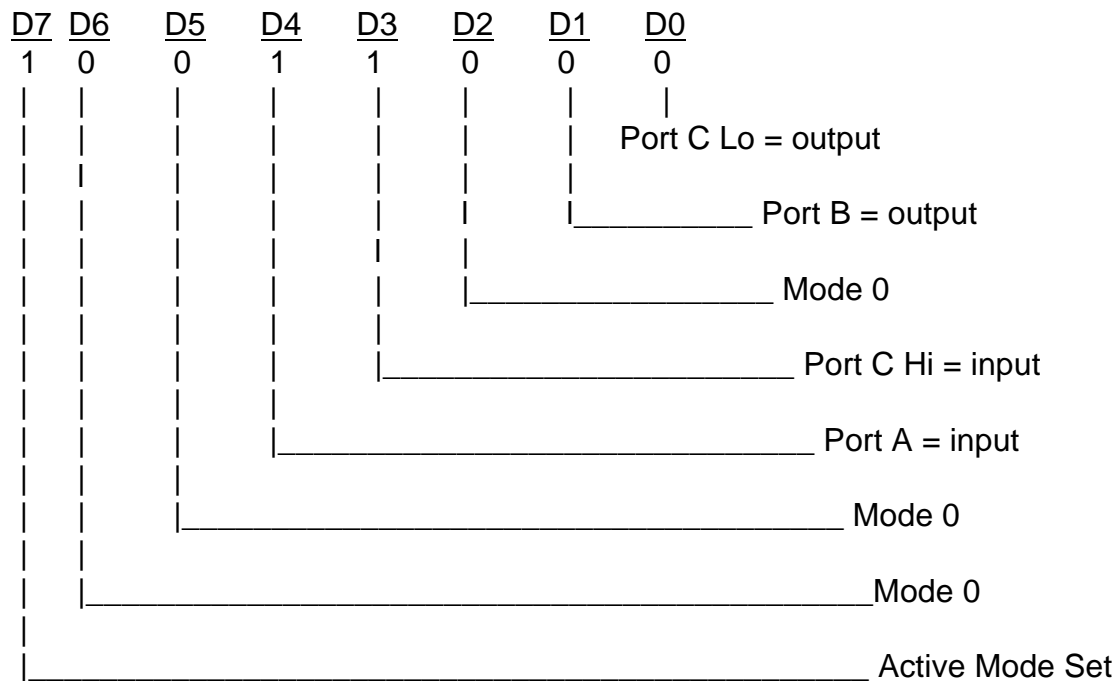 D7 D6 D5 D4 D3 D2 D1 D0
1 0 0 1 1 0 0 0
Port C Lo = output
Port B = output
Mode 0
Port C Hi = input
Port A = input
Mode 0
Mode 0
Active Mode Set